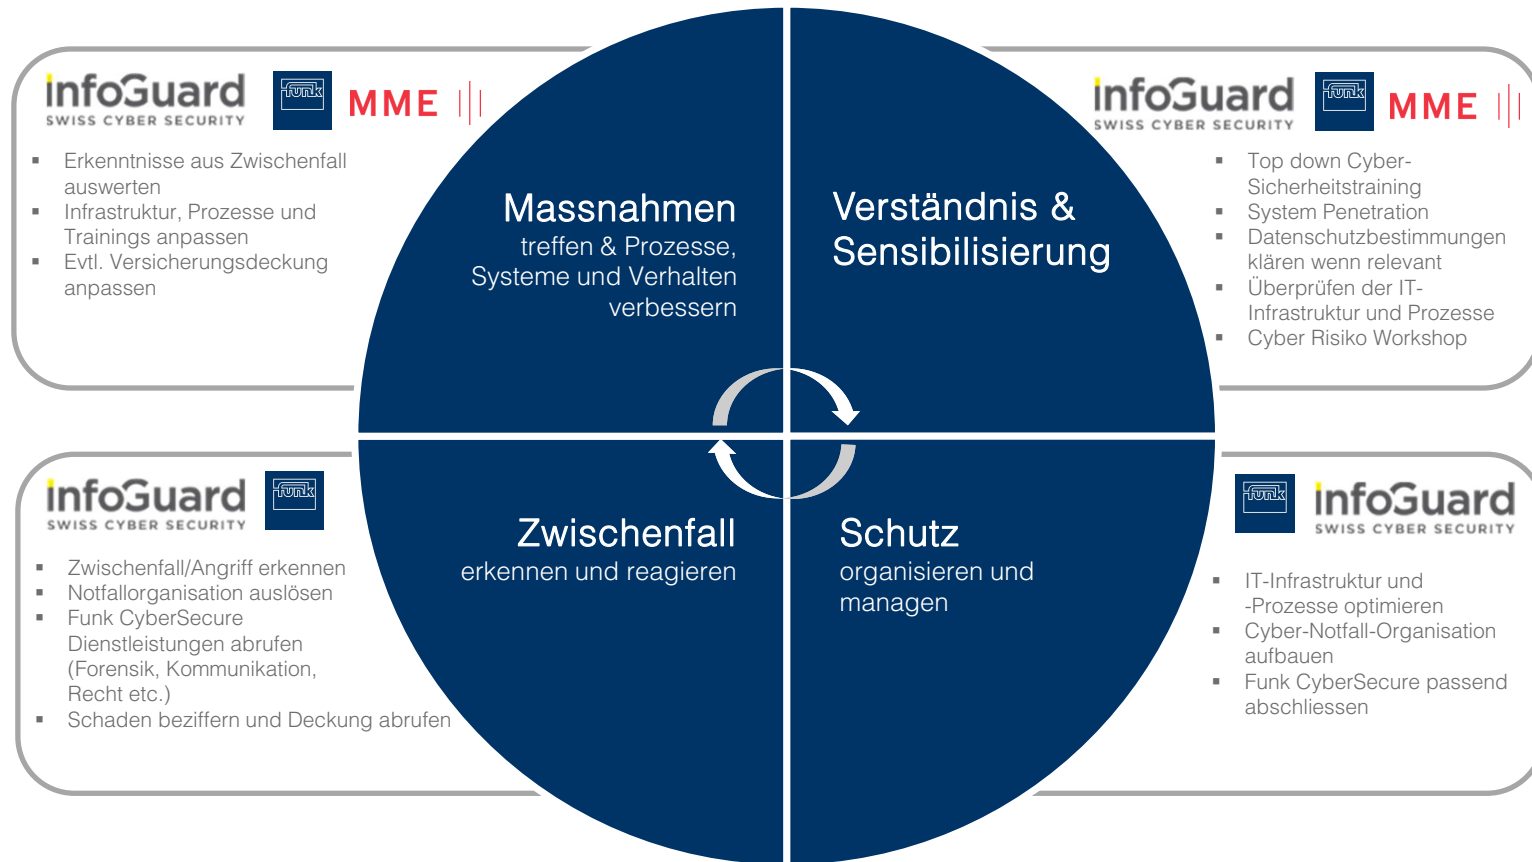 infoGuard
SWISS CYBER SECURITY
funk
MME
Erkenntnisse aus Zwischenfall
auswerten
Infrastruktur, Prozesse und
Trainings anpassen
Evtl. Versicherungsdeckung
anpassen
Massnahmen
treffen & Prozesse,
Systeme und Verhalten
verbessern
Verständnis &
Sensibilisierung
infoGuard
SWISS CYBER SECURITY
funk
MME
Top down Cyber-
Sicherheitstraining
System Penetration
Datenschutzbestimmungen
klären wenn relevant
Überprüfen der IT-
Infrastruktur und Prozesse
Cyber Risiko Workshop
infoGuard
SWISS CYBER SECURITY
funk
Zwischenfall/Angriff erkennen
Notfallorganisation auslösen
Funk CyberSecure
Dienstleistungen abrufen
(Forensik, Kommunikation,
Recht etc.)
Schaden beziffern und Deckung abrufen
Zwischenfall
erkennen und reagieren
Schutz
organisieren und
managen
funk
infoGuard
SWISS CYBER SECURITY
IT-Infrastruktur und
-Prozesse optimieren
Cyber-Notfall-Organisation
aufbauen
Funk CyberSecure passend
abschliessen